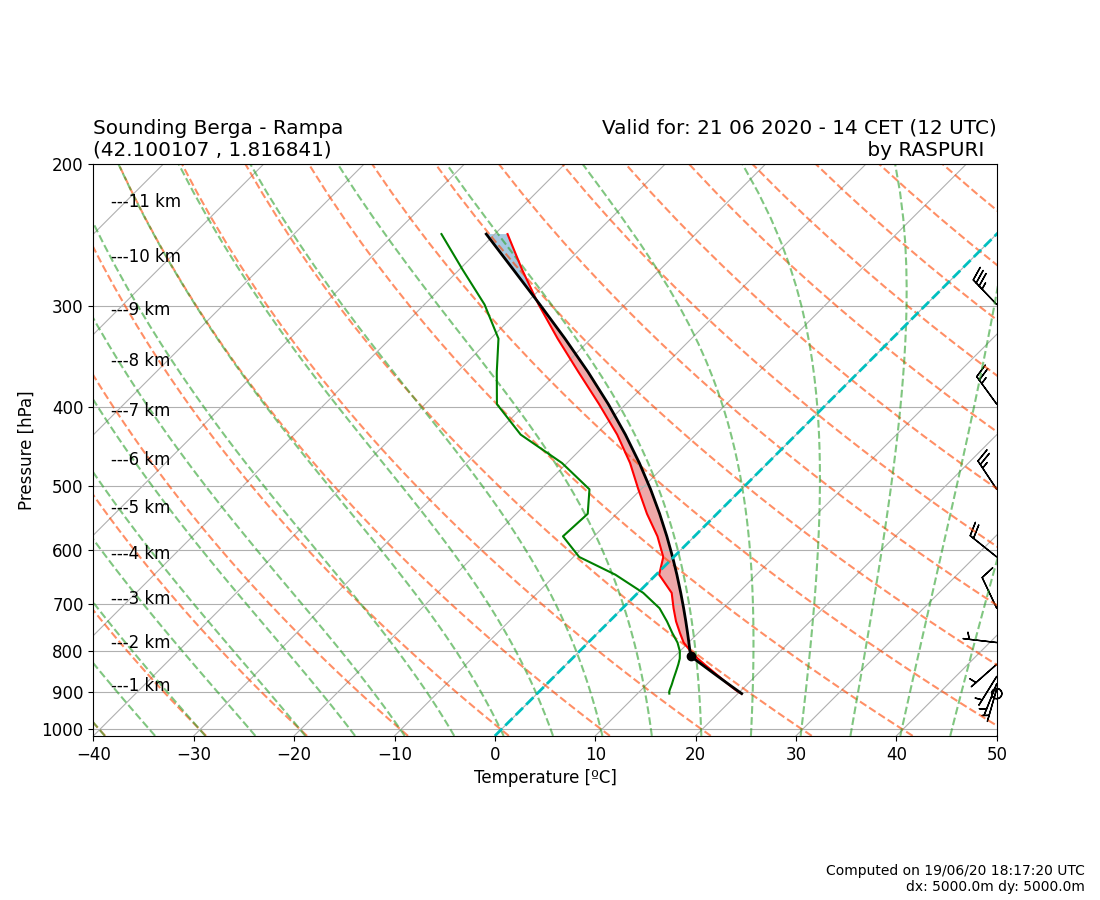 Sounding Berga - Rampa
(42.100107 , 1.816841)
Valid for: 21 06 2020 - 14 CET (12 UTC)
by RASPURI
200
300
400
500
600
700
800
900
1000
Pressure [hPa]
---11 km
---10 km
---9 km
---8 km
---7 km
---6 km
---5 km
---4 km
---3 km
---2 km
---1 km
−40 −30 −20 −10 0 10 20 30 40 50
Temperature [ºC]
Computed on 19/06/20 18:17:20 UTC
dx: 5000.0m dy: 5000.0m